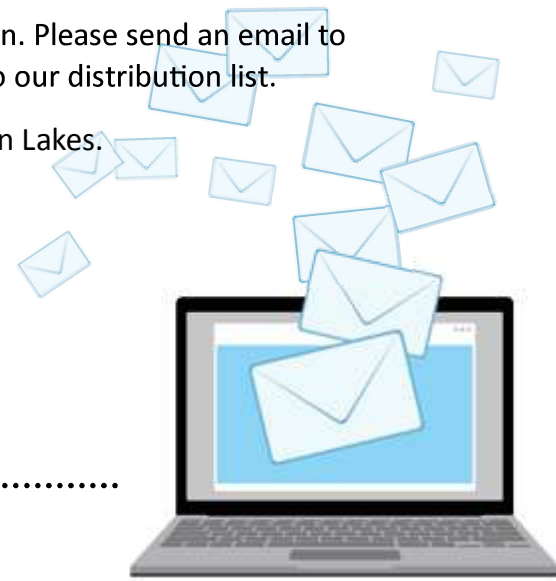 n. Please send an email to
o our distribution list.
n Lakes.
...........